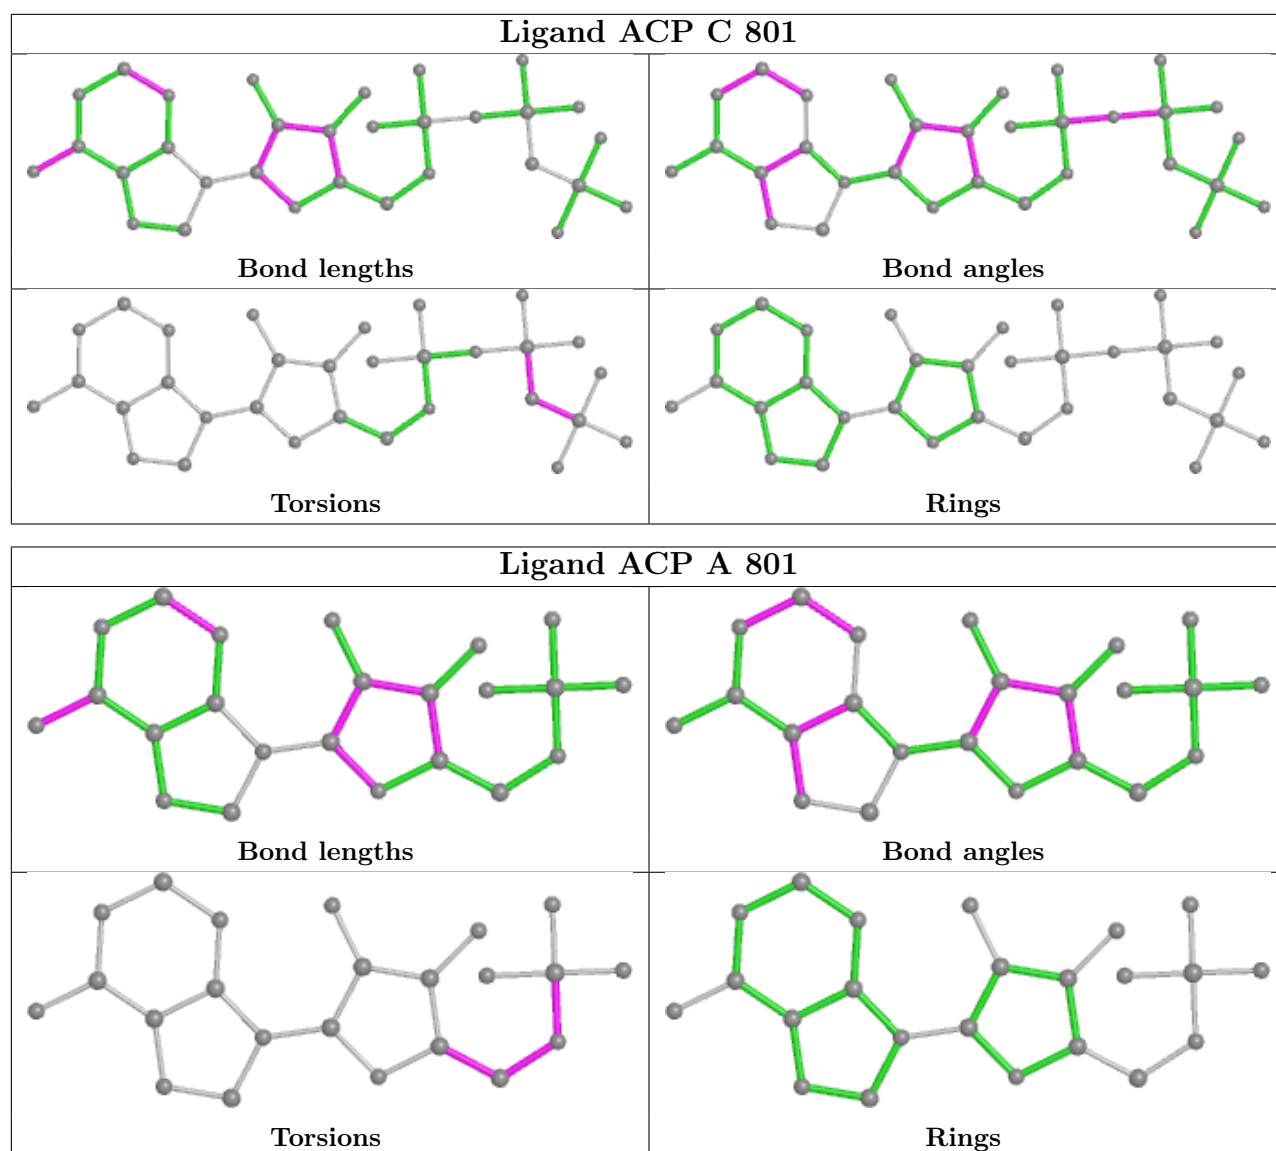 Ligand ACP C 801
Bond lengths
Bond angles
Torsions
Rings
Ligand ACP A 801
Bond lengths
Bond angles
Torsions
Rings